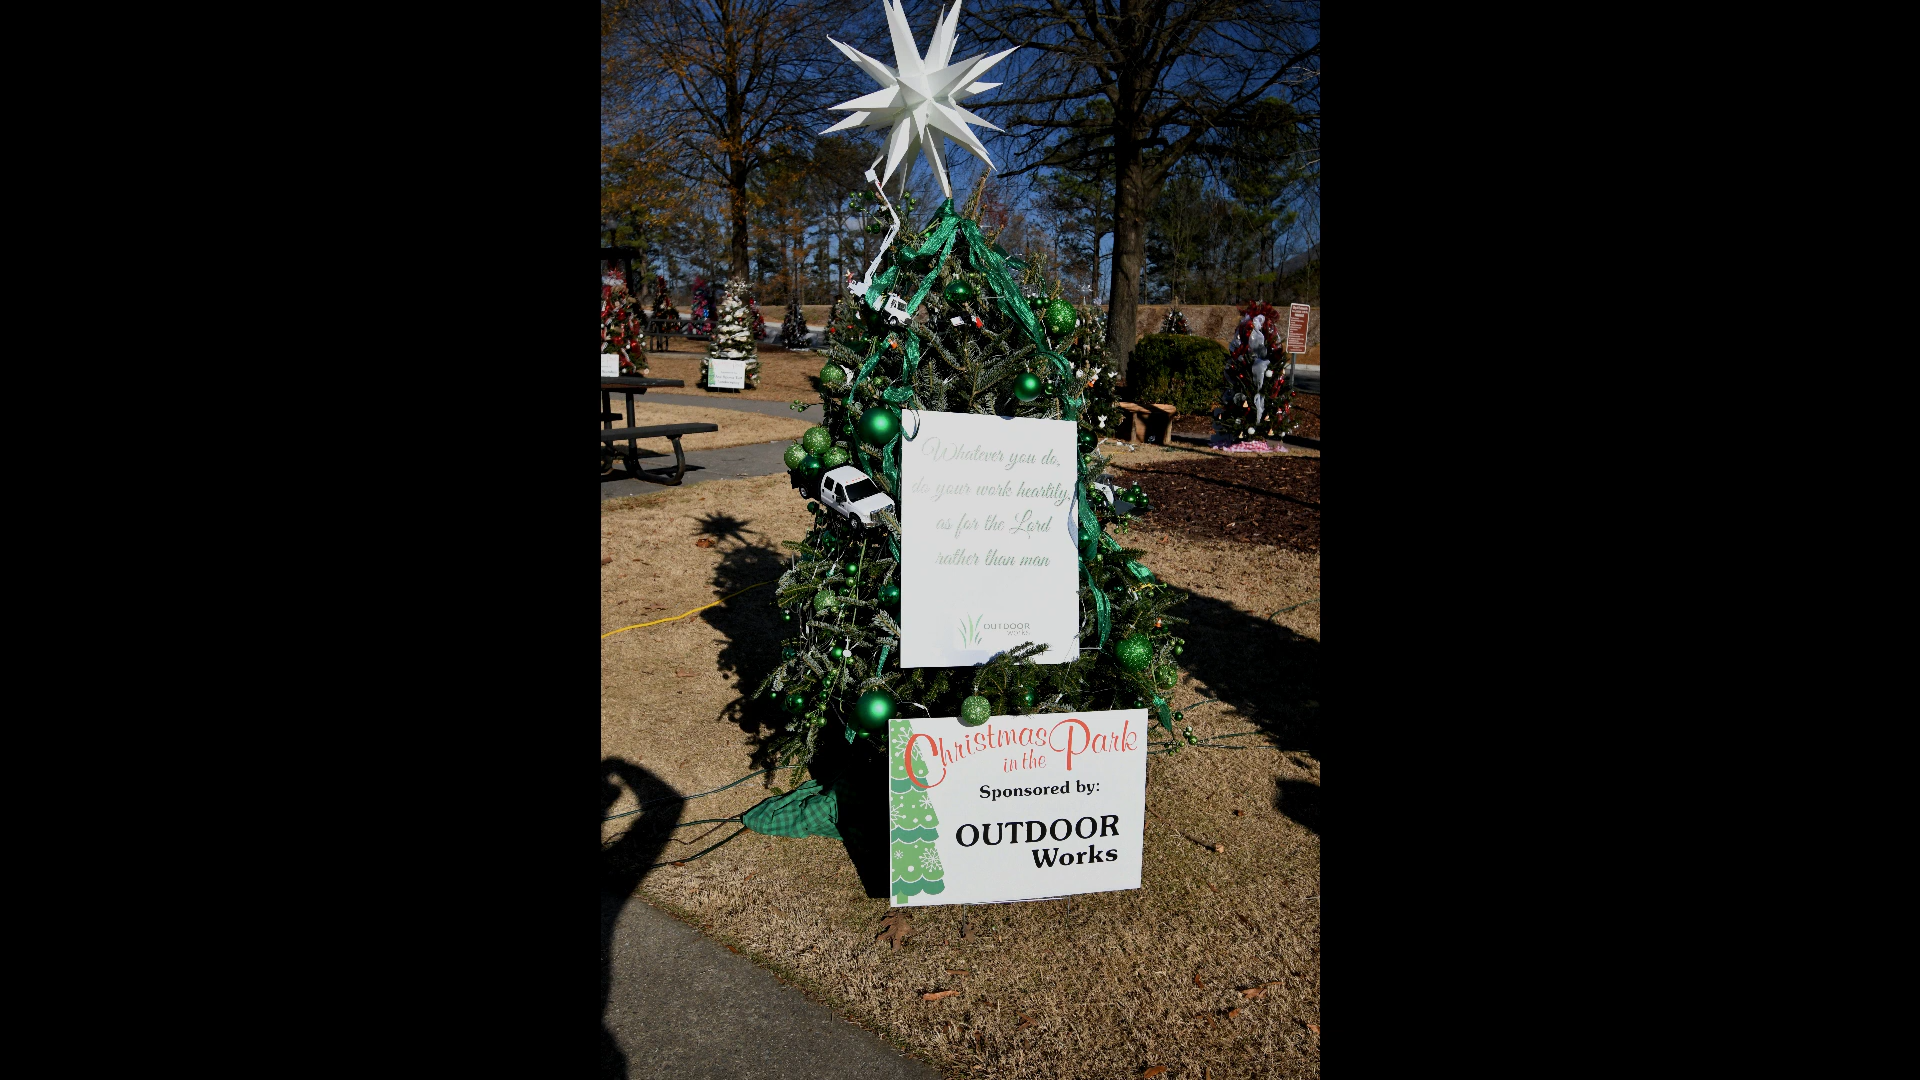 Whatever you do,
do your work heartily,
as for the Lord
rather than man
OUTDOOR
WORKS
Christmas Park
in the
Sponsored by:
OUTDOOR
Works